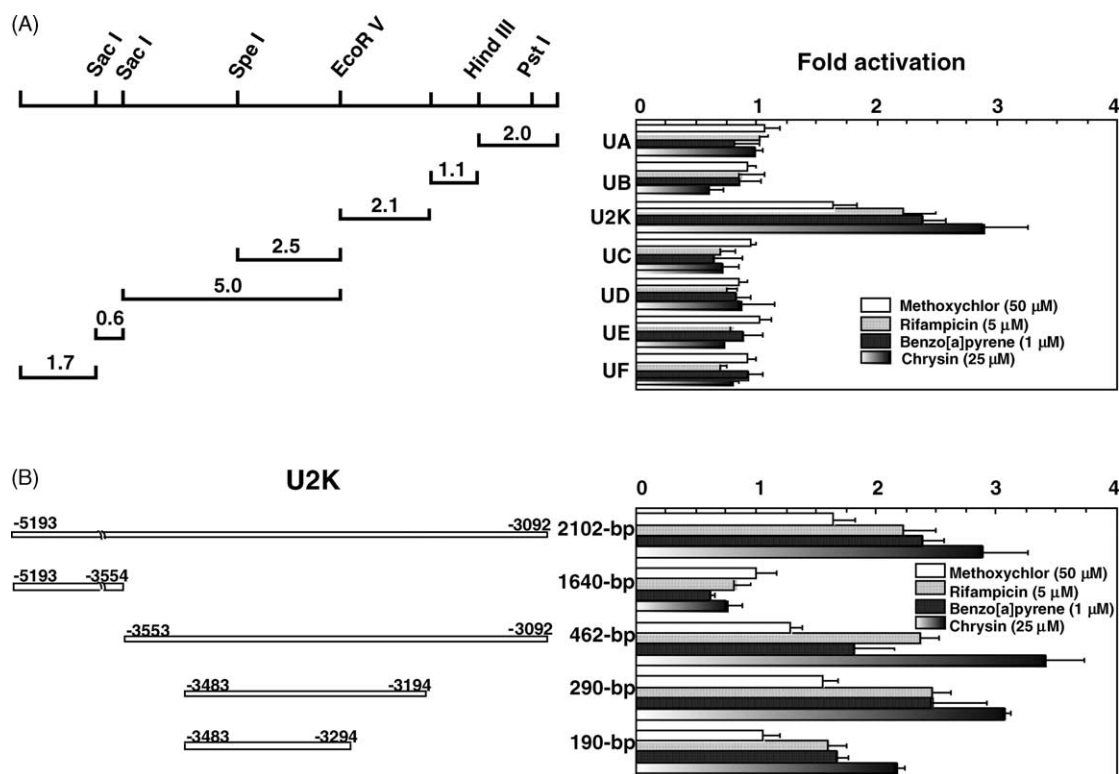 (A)
Sac I
Sac I
Spe I
EcoR V
Hind III
Pst I
2.0
1.1
2.1
2.5
5.0
0.6
1.7
Fold activation
0 1 2 3 4
UA
UB
U2K
UC
UD
UE
UF
Methoxychlor (50 μM)
Rifampicin (5 μM)
Benzo[a]pyrene (1 μM)
Chrysin (25 μM)
(B)
U2K
-5193 -3092
-5193 -3554
-3553 -3092
-3483 -3194
-3483 -3294
0 1 2 3 4
2102-bp
1640-bp
462-bp
290-bp
190-bp
Methoxychlor (50 μM)
Rifampicin (5 μM)
Benzo[a]pyrene (1 μM)
Chrysin (25 μM)